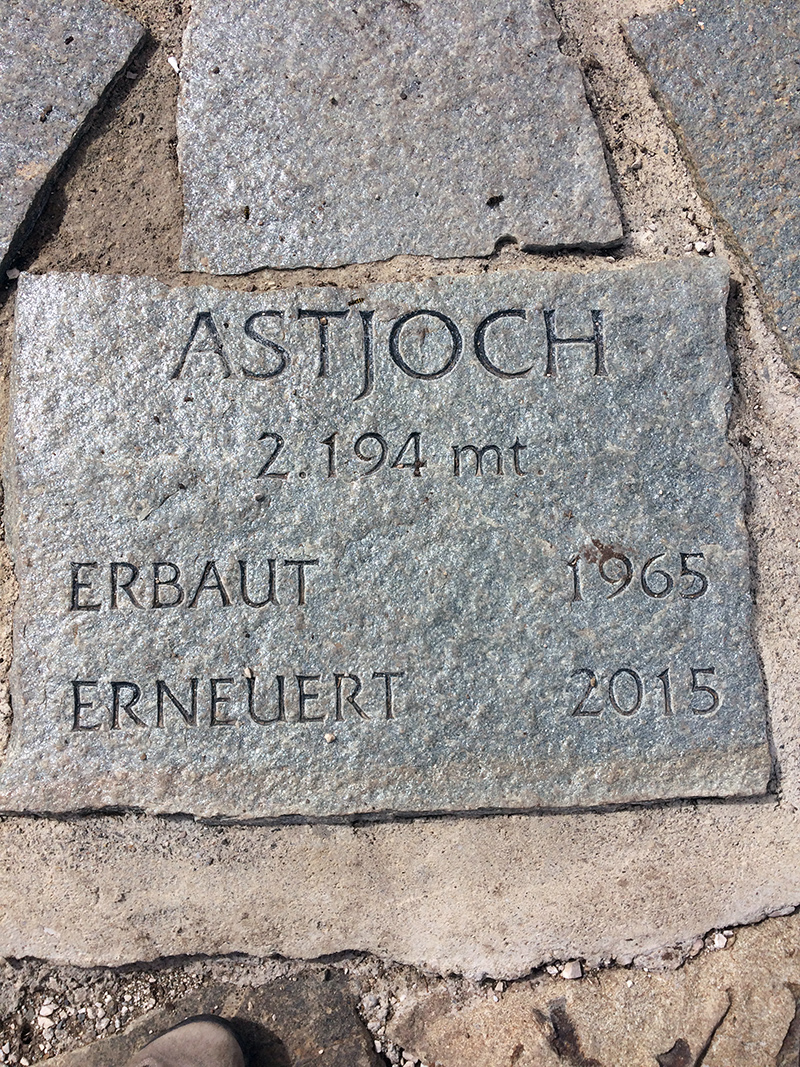 ASTJOCH
2.194 mt.
ERBAUT 1965
ERNEUERT 2015